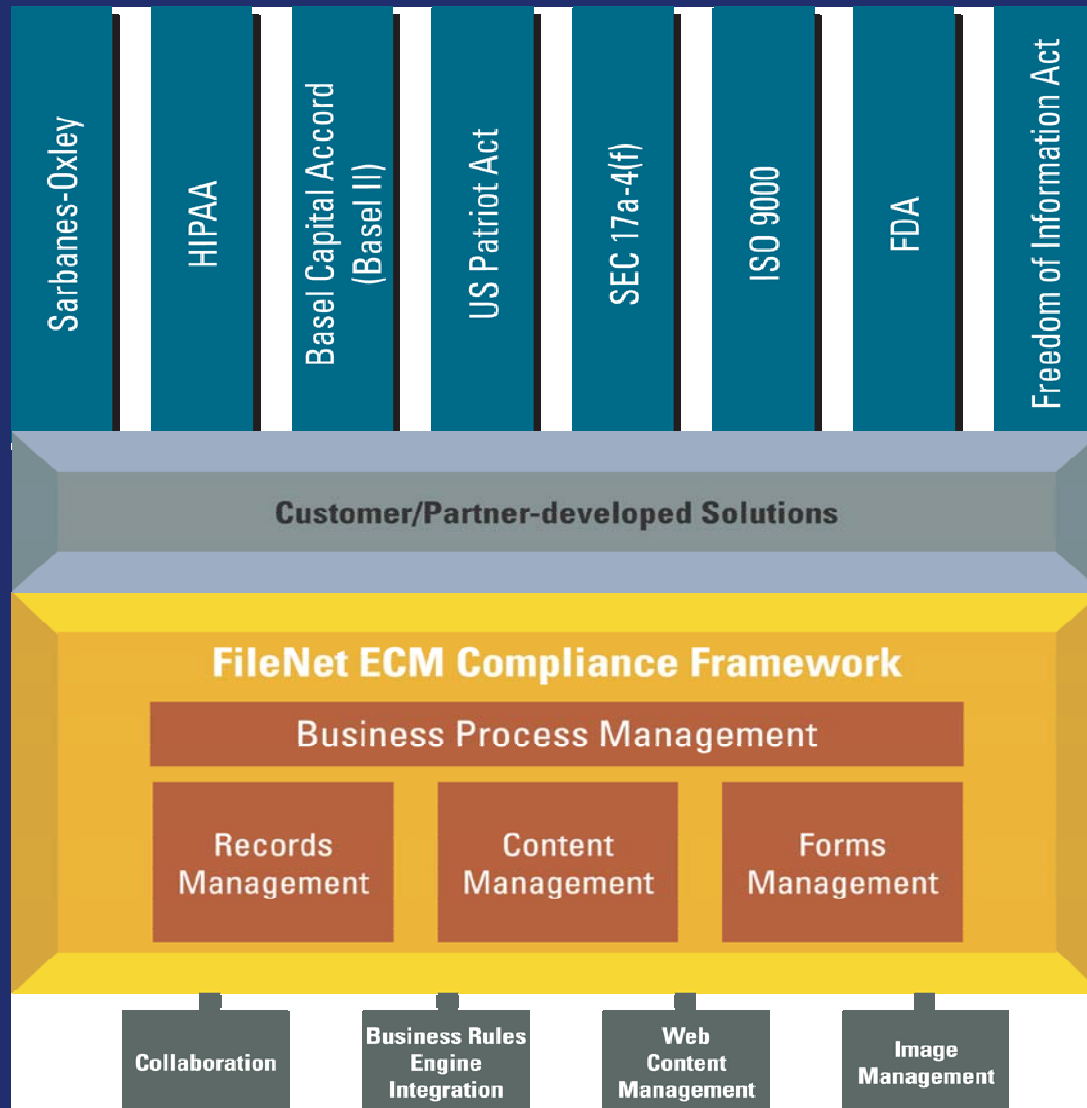 Sarbanes-Oxley
HIPAA
Basel Capital Accord
(Basel II)
US Patriot Act
SEC 17a-4(f)
ISO 9000
FDA
Freedom of Information Act
Customer/Partner-developed Solutions
FileNet ECM Compliance Framework
Business Process Management
Records
Management
Content
Management
Forms
Management
Collaboration
Business Rules
Engine
Integration
Web
Content
Management
Image
Management